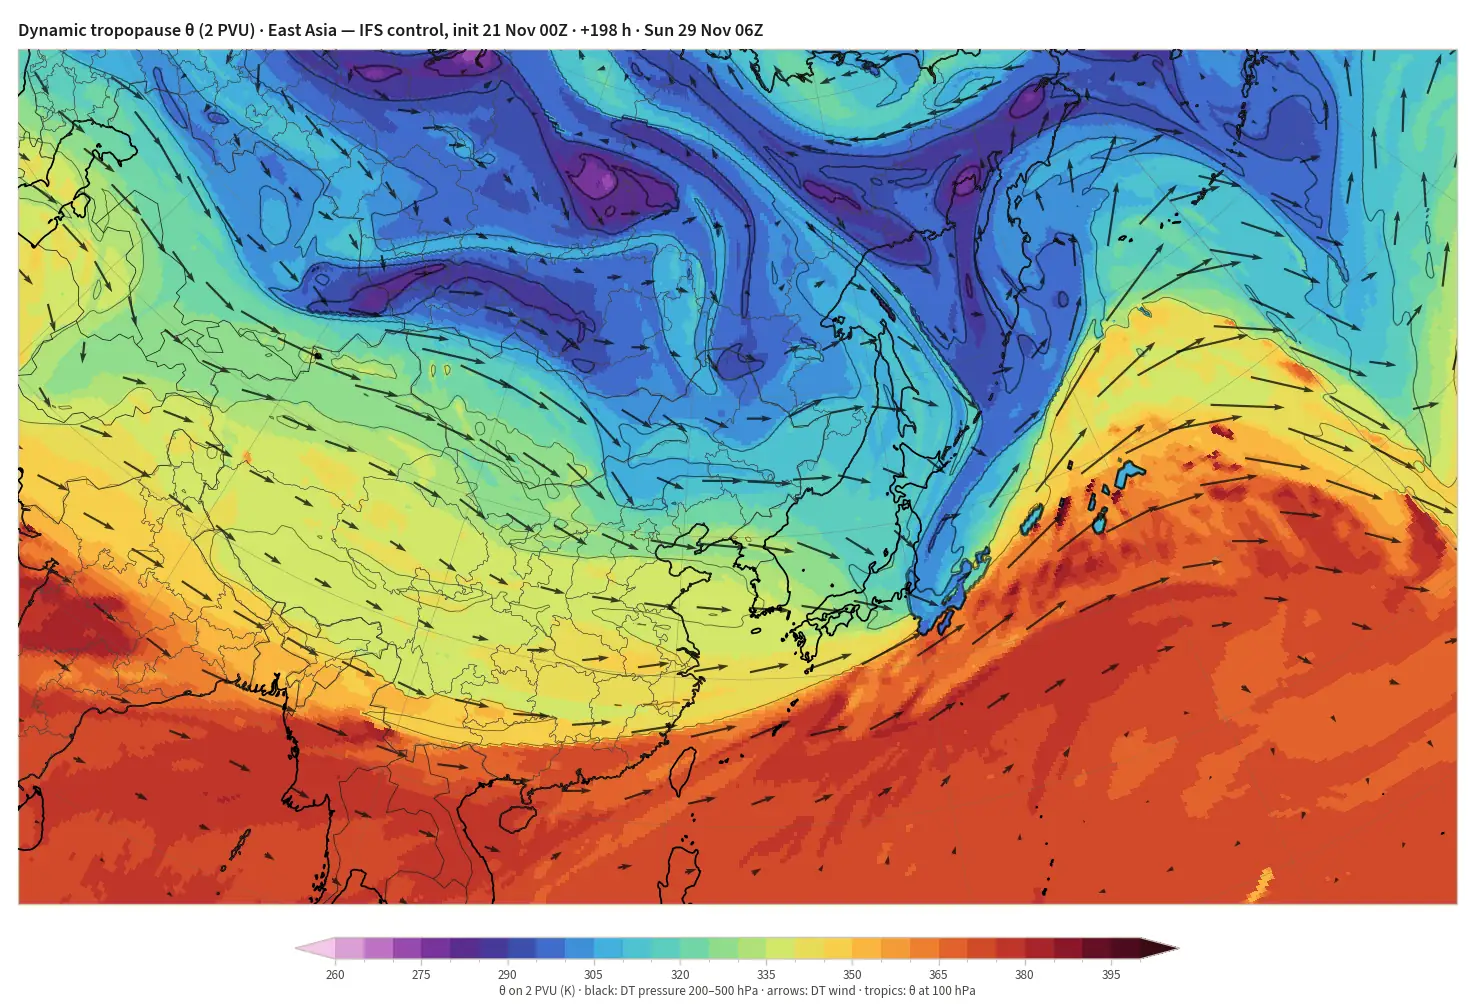 Dynamic tropopause θ (2 PVU) · East Asia — IFS control, init 21 Nov 00Z · +198 h · Sun 29 Nov 06Z
260 275 290 305 320 335 350 365 380 395
θ on 2 PVU (K) · black: DT pressure 200–500 hPa · arrows: DT wind · tropics: θ at 100 hPa